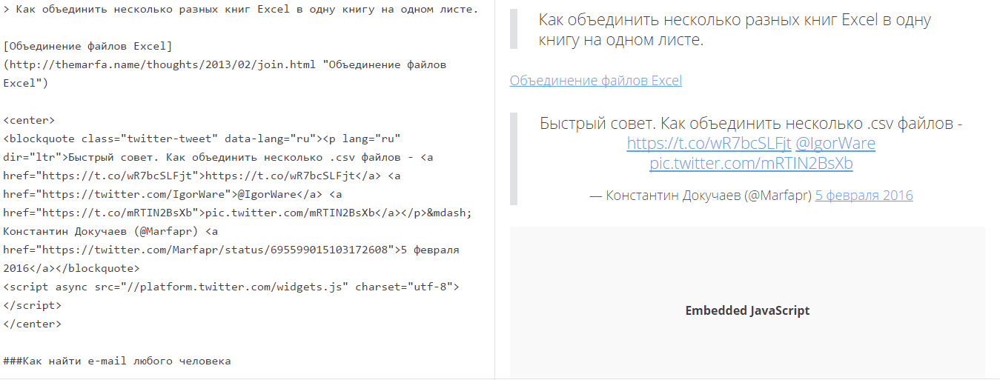 > Как объединить несколько разных книг Excel в одну книгу на одном листе.
[Объединение файлов Excel]
(http://themarfa.name/thoughts/2013/02/join.html "Объединение файлов
Excel")
<center>
<blockquote class="twitter-tweet" data-lang="ru"><p lang="ru"
dir="ltr">Быстрый совет. Как объединить несколько .csv файлов - <a
href="https://t.co/wR7bcSLFjt">https://t.co/wR7bcSLFjt</a> <a
href="https://twitter.com/IgorWare">@IgorWare</a> <a
href="https://t.co/mRTIN2BsXb">pic.twitter.com/mRTIN2BsXb</a></p>&mdash;
Константин Докучаев (@Marfapr) <a
href="https://twitter.com/Marfapr/status/695599015103172608">5 февраля
2016</a></blockquote>
<script async src="//platform.twitter.com/widgets.js" charset="utf-8">
</script>
</center>
###Как найти e-mail любого человека
Как объединить несколько разных книг Excel в одну
книгу на одном листе.
Объединение файлов Excel
Быстрый совет. Как объединить несколько .csv файлов -
https://t.co/wR7bcSLFjt @IgorWare
pic.twitter.com/mRTIN2BsXb
— Константин Докучаев (@Marfapr) 5 февраля 2016
Embedded JavaScript